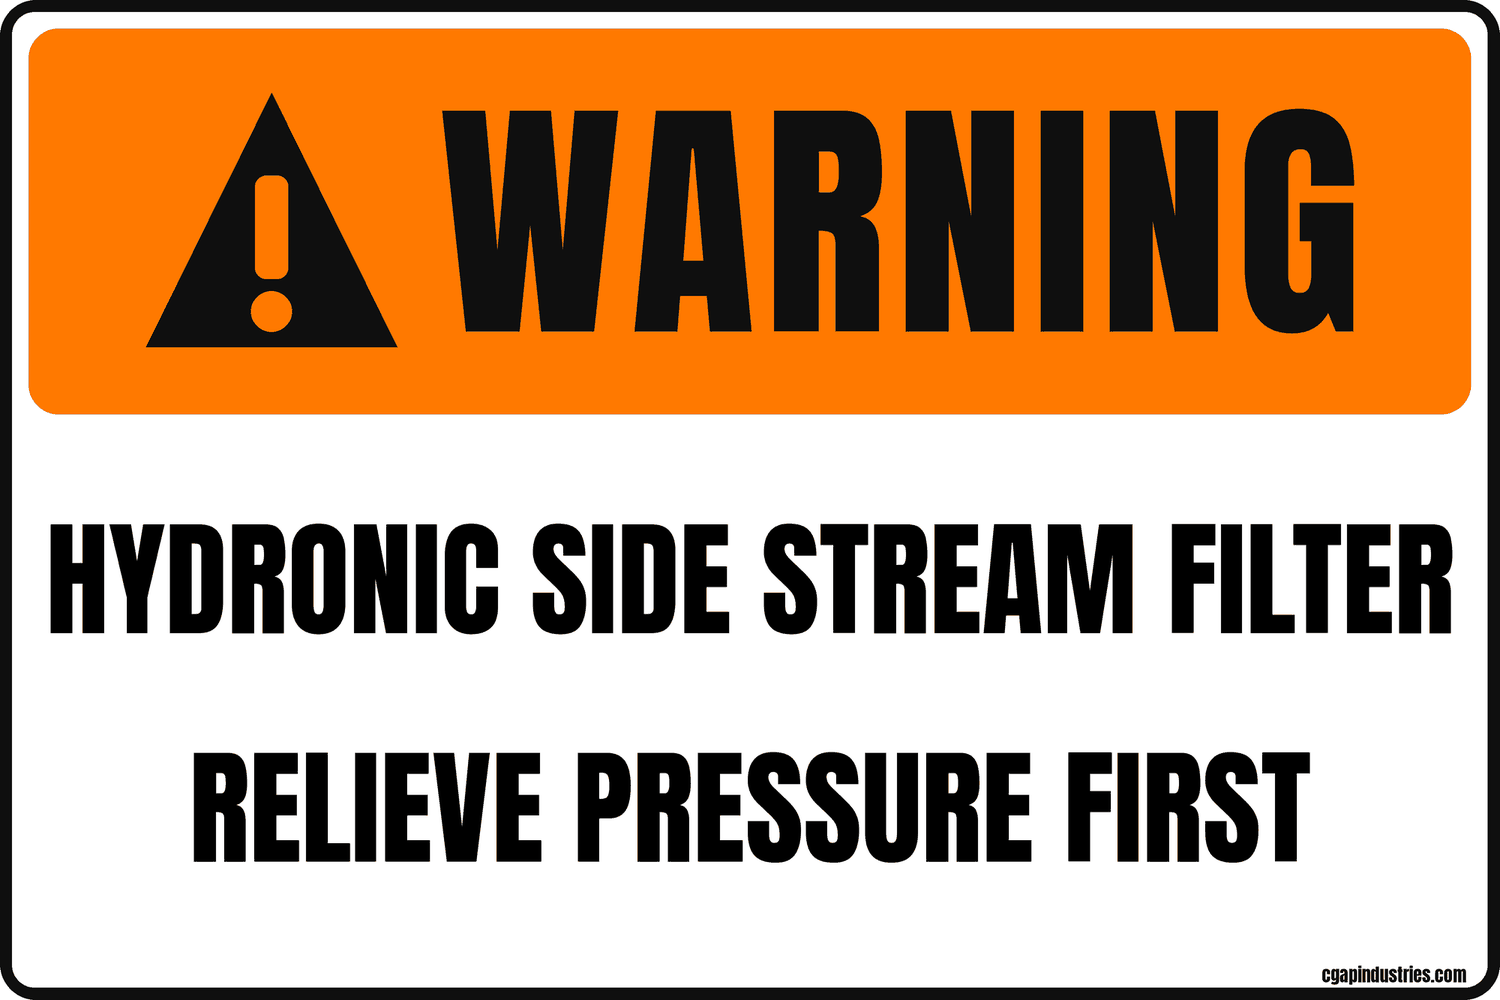 WARNING
HYDRONIC SIDE STREAM FILTER
RELIEVE PRESSURE FIRST
cgapindustries.com